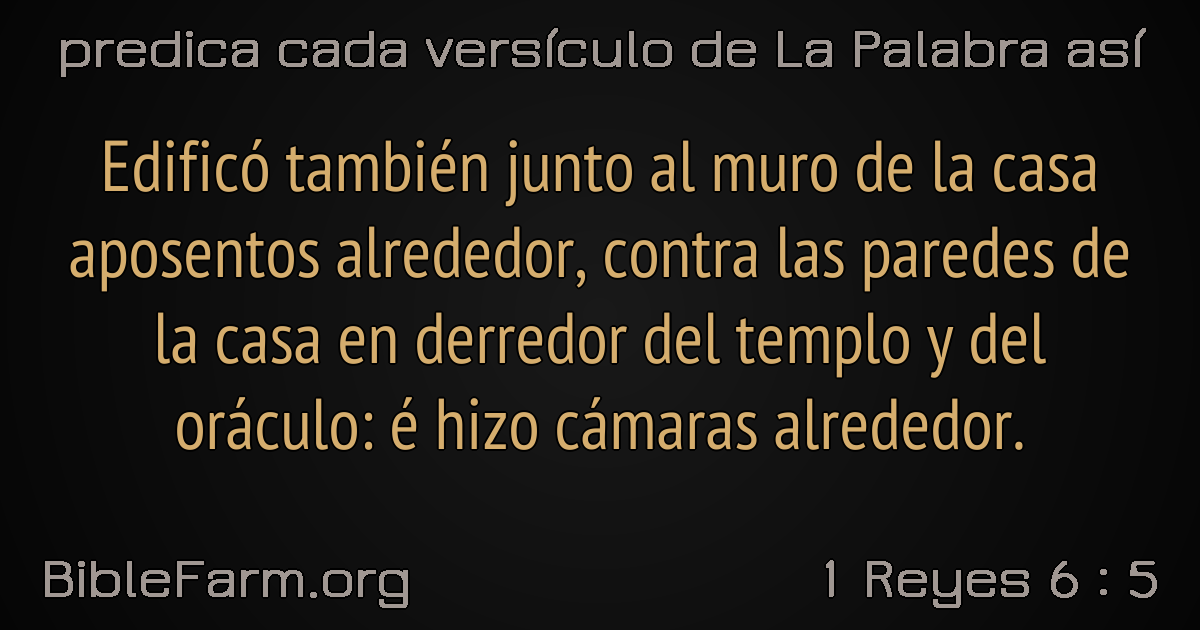 predica cada versículo de La Palabra así
Edificó también junto al muro de la casa
aposentos alrededor, contra las paredes de
la casa en derredor del templo y del
oráculo: é hizo cámaras alrededor.
BibleFarm.org
1 Reyes 6 : 5